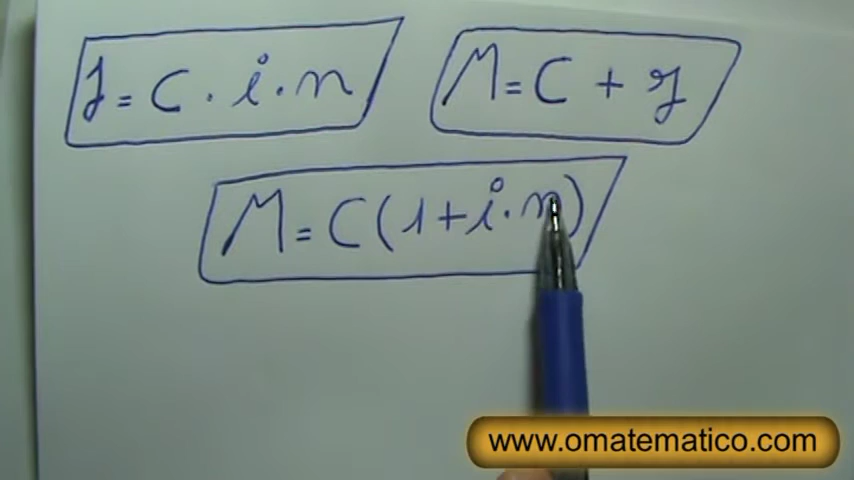 J = C . i . n
M = C + J
M = C ( 1 + i . n )
www.omatematico.com